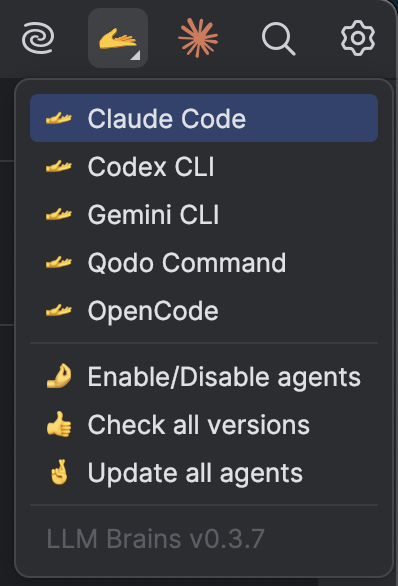 Claude Code
Codex CLI
Gemini CLI
Qodo Command
OpenCode
Enable/Disable agents
Check all versions
Update all agents
LLM Brains v0.3.7